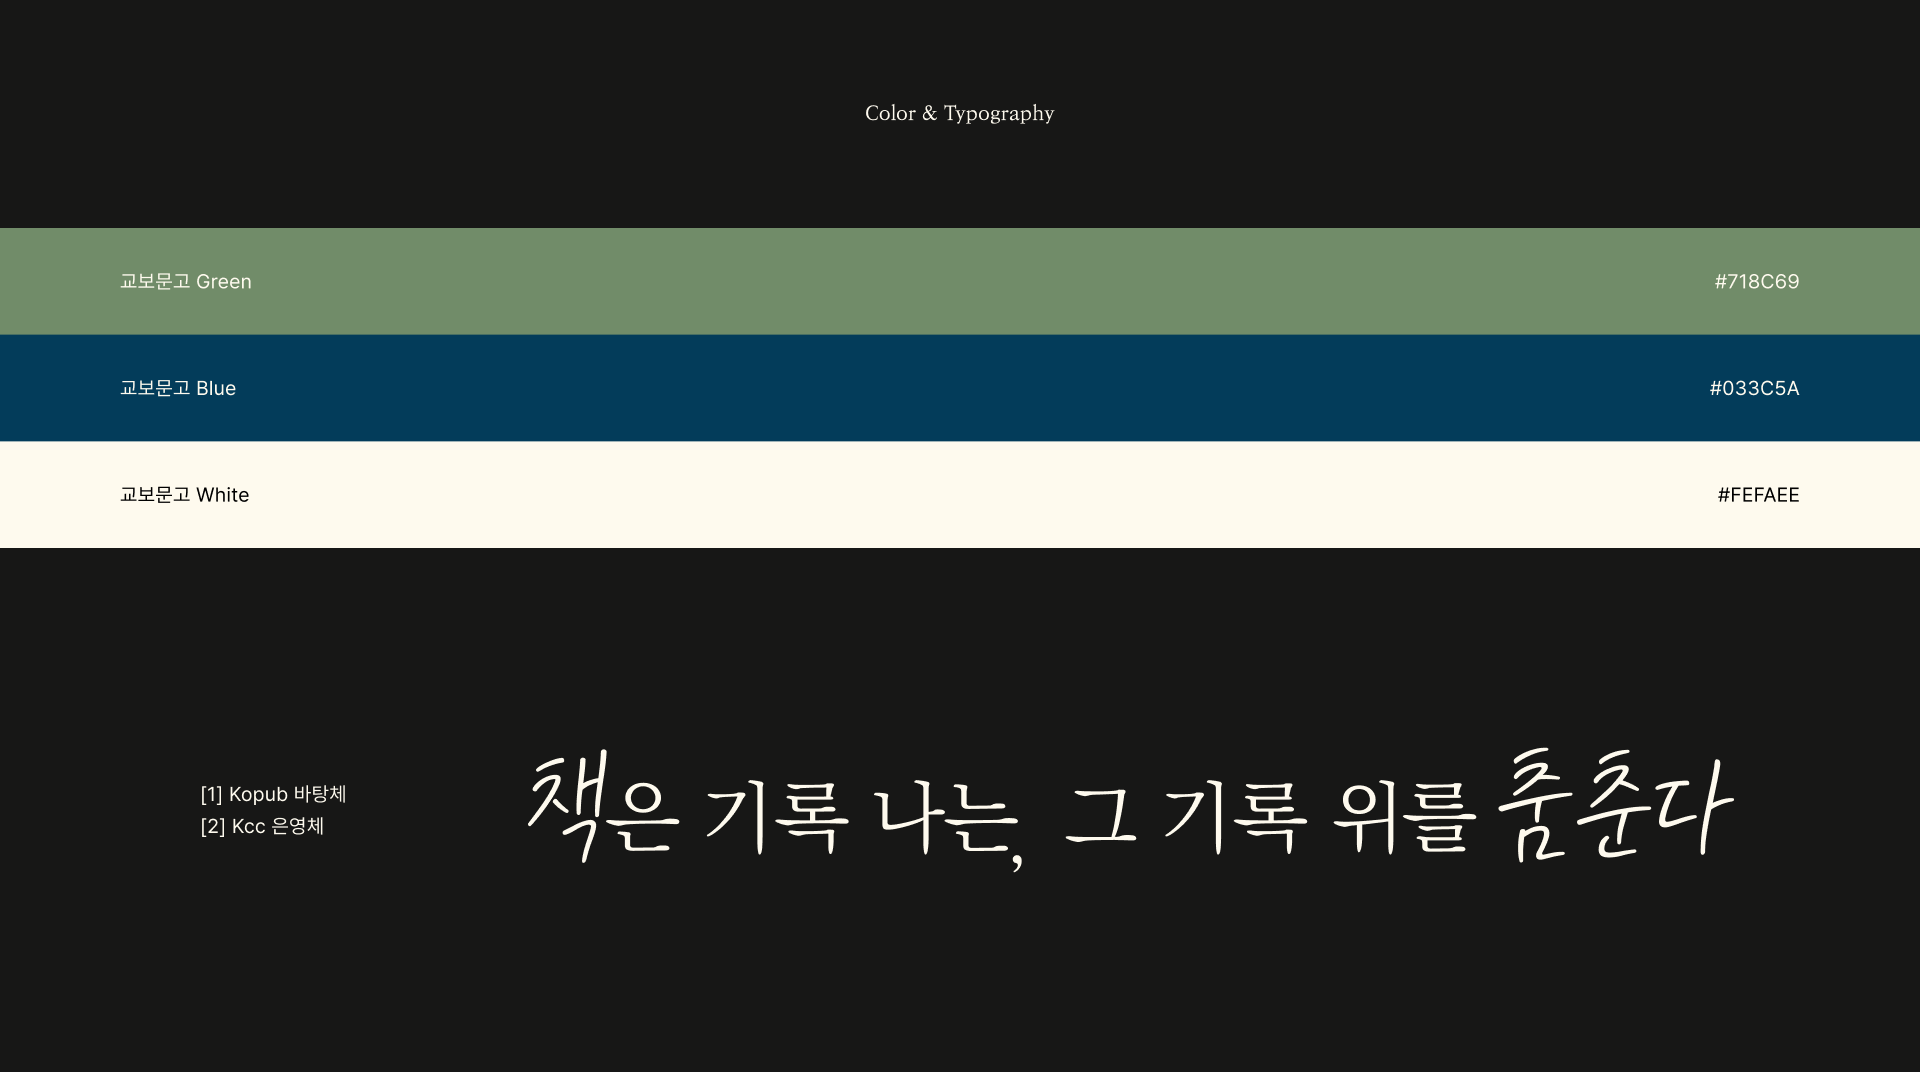 Color & Typography
교보문고 Green
#718C69
교보문고 Blue
#033C5A
교보문고 White
#FEFAEE
[1] Kopub 바탕체
[2] Kcc 은영체
책은 기록 나는, 그 기록 위를 춤춘다